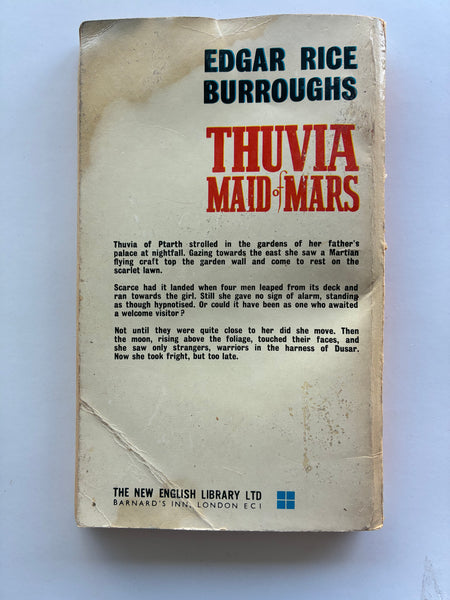 EDGAR RICE
BURROUGHS
THUVIA
MAID of MARS
Thuvia of Ptarth strolled in the gardens of her father's
palace at nightfall. Gazing towards the east she saw a Martian
flying craft top the garden wall and come to rest on the
scarlet lawn.
Scarce had it landed when four men leaped from its deck and
ran towards the girl. Still she gave no sign of alarm, standing
as though hypnotised. Or could it have been as one who awaited
a welcome visitor?
Not until they were quite close to her did she move. Then
the moon, rising above the foliage, touched their faces, and
she saw only strangers, warriors in the harness of Dusar.
Now she took fright, but too late.
THE NEW ENGLISH LIBRARY LTD
BARNARD'S INN, LONDON EC1